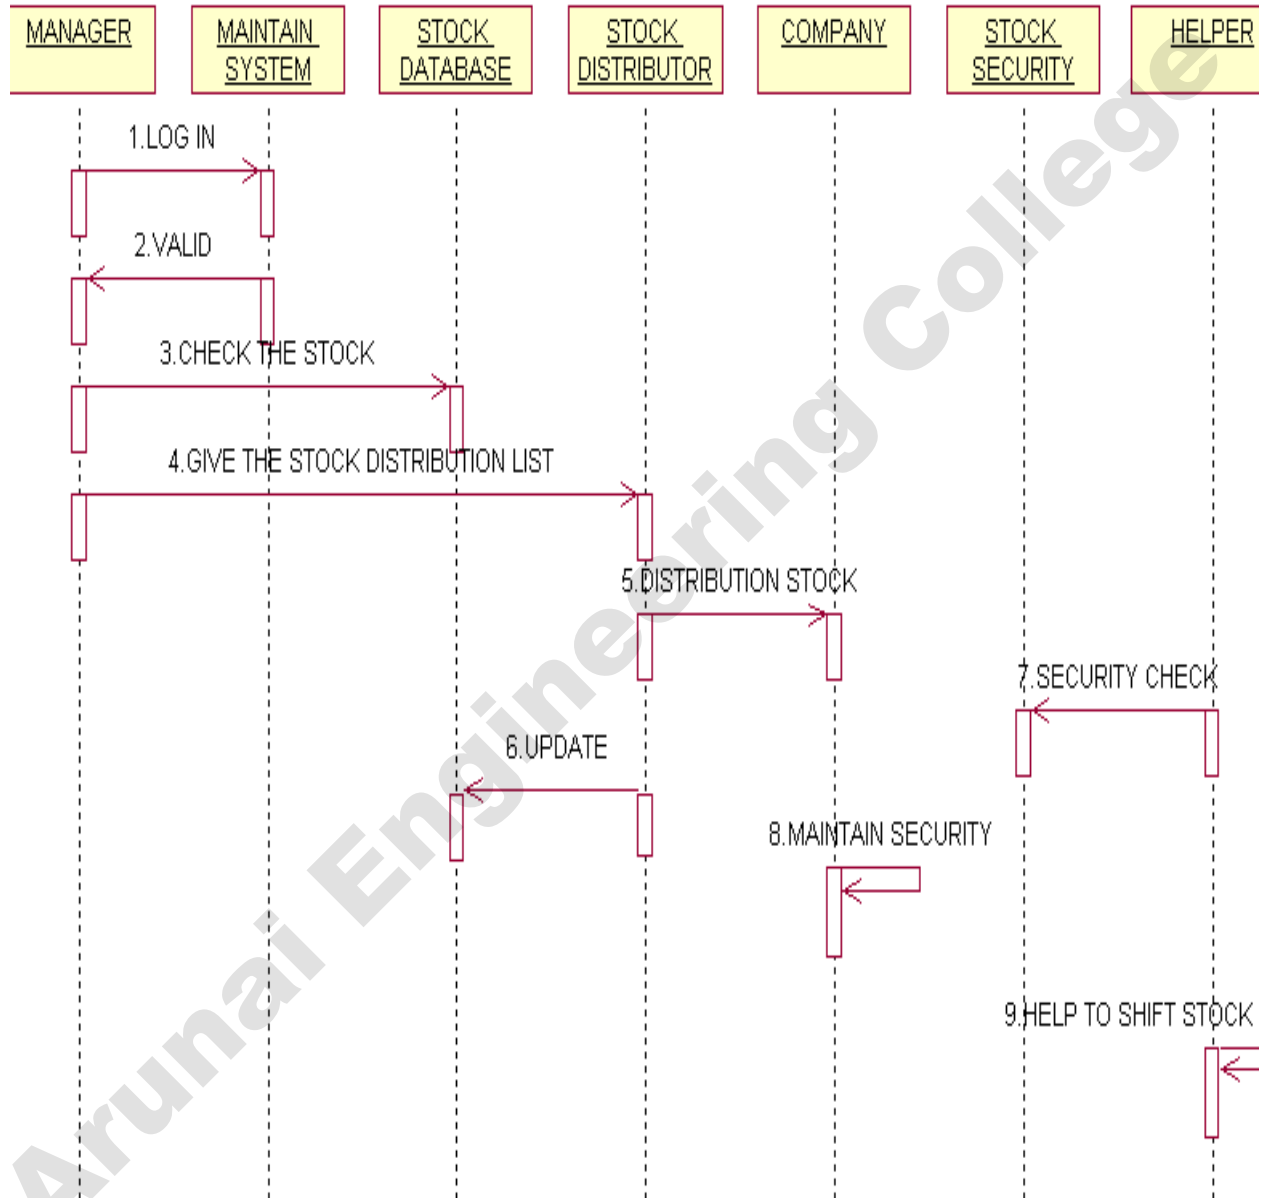 MANAGER
MAINTAIN
SYSTEM
STOCK
DATABASE
STOCK
DISTRIBUTOR
COMPANY
STOCK
SECURITY
HELPER
1.LOG IN
2.VALID
3.CHECK THE STOCK
4.GIVE THE STOCK DISTRIBUTION LIST
5.DISTRIBUTION STOCK
7.SECURITY CHECK
6.UPDATE
8.MAINTAIN SECURITY
9.HELP TO SHIFT STOCK
Arunai Engineering College